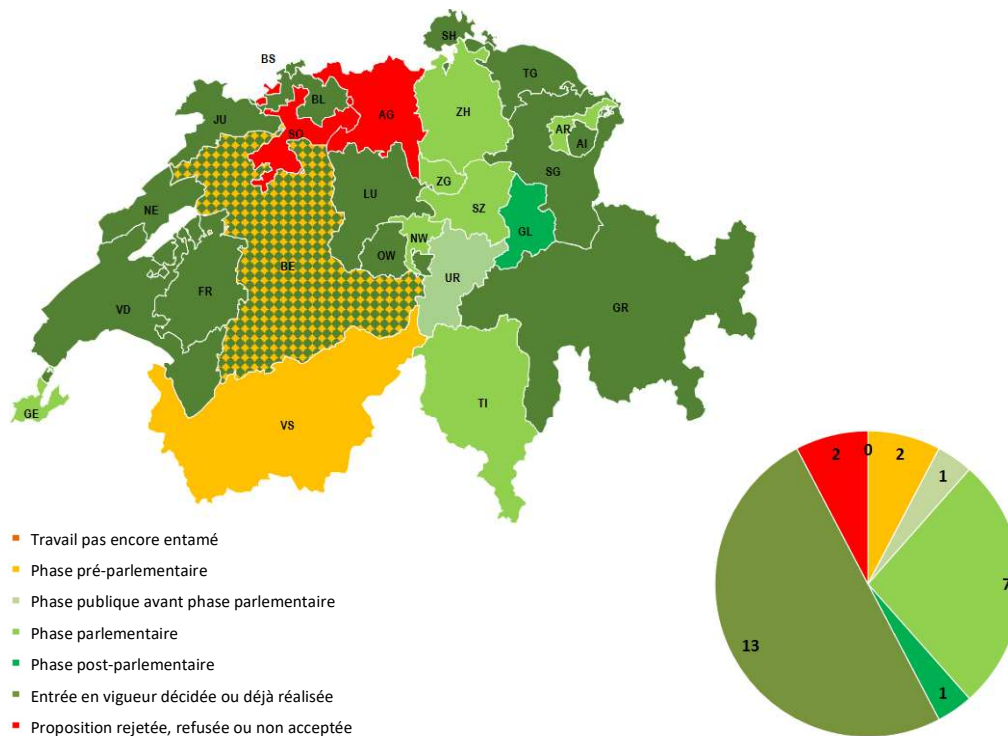 SH
BS
TG
BL
JU
AG
ZH
AR
SO
AI
ZG
SG
LU
NE
SZ
NW
GL
OW
BE
UR
FR
GR
VD
TI
GE
VS
Travail pas encore entamé
Phase pré-parlementaire
Phase publique avant phase parlementaire
Phase parlementaire
Phase post-parlementaire
Entrée en vigueur décidée ou déjà réalisée
Proposition rejetée, refusée ou non acceptée
2
0
2
1
7
13
1